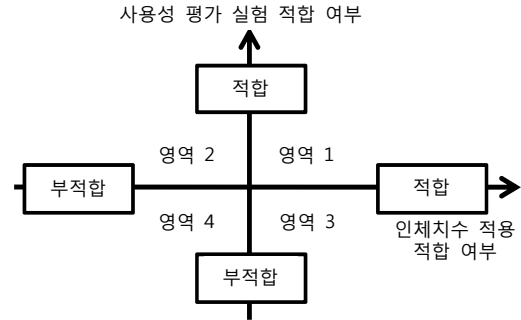 사용성 평가 실험 적합 여부
적합
영역 2
영역 1
부적합
적합
영역 4
영역 3
인체치수 적용
적합 여부
부적합